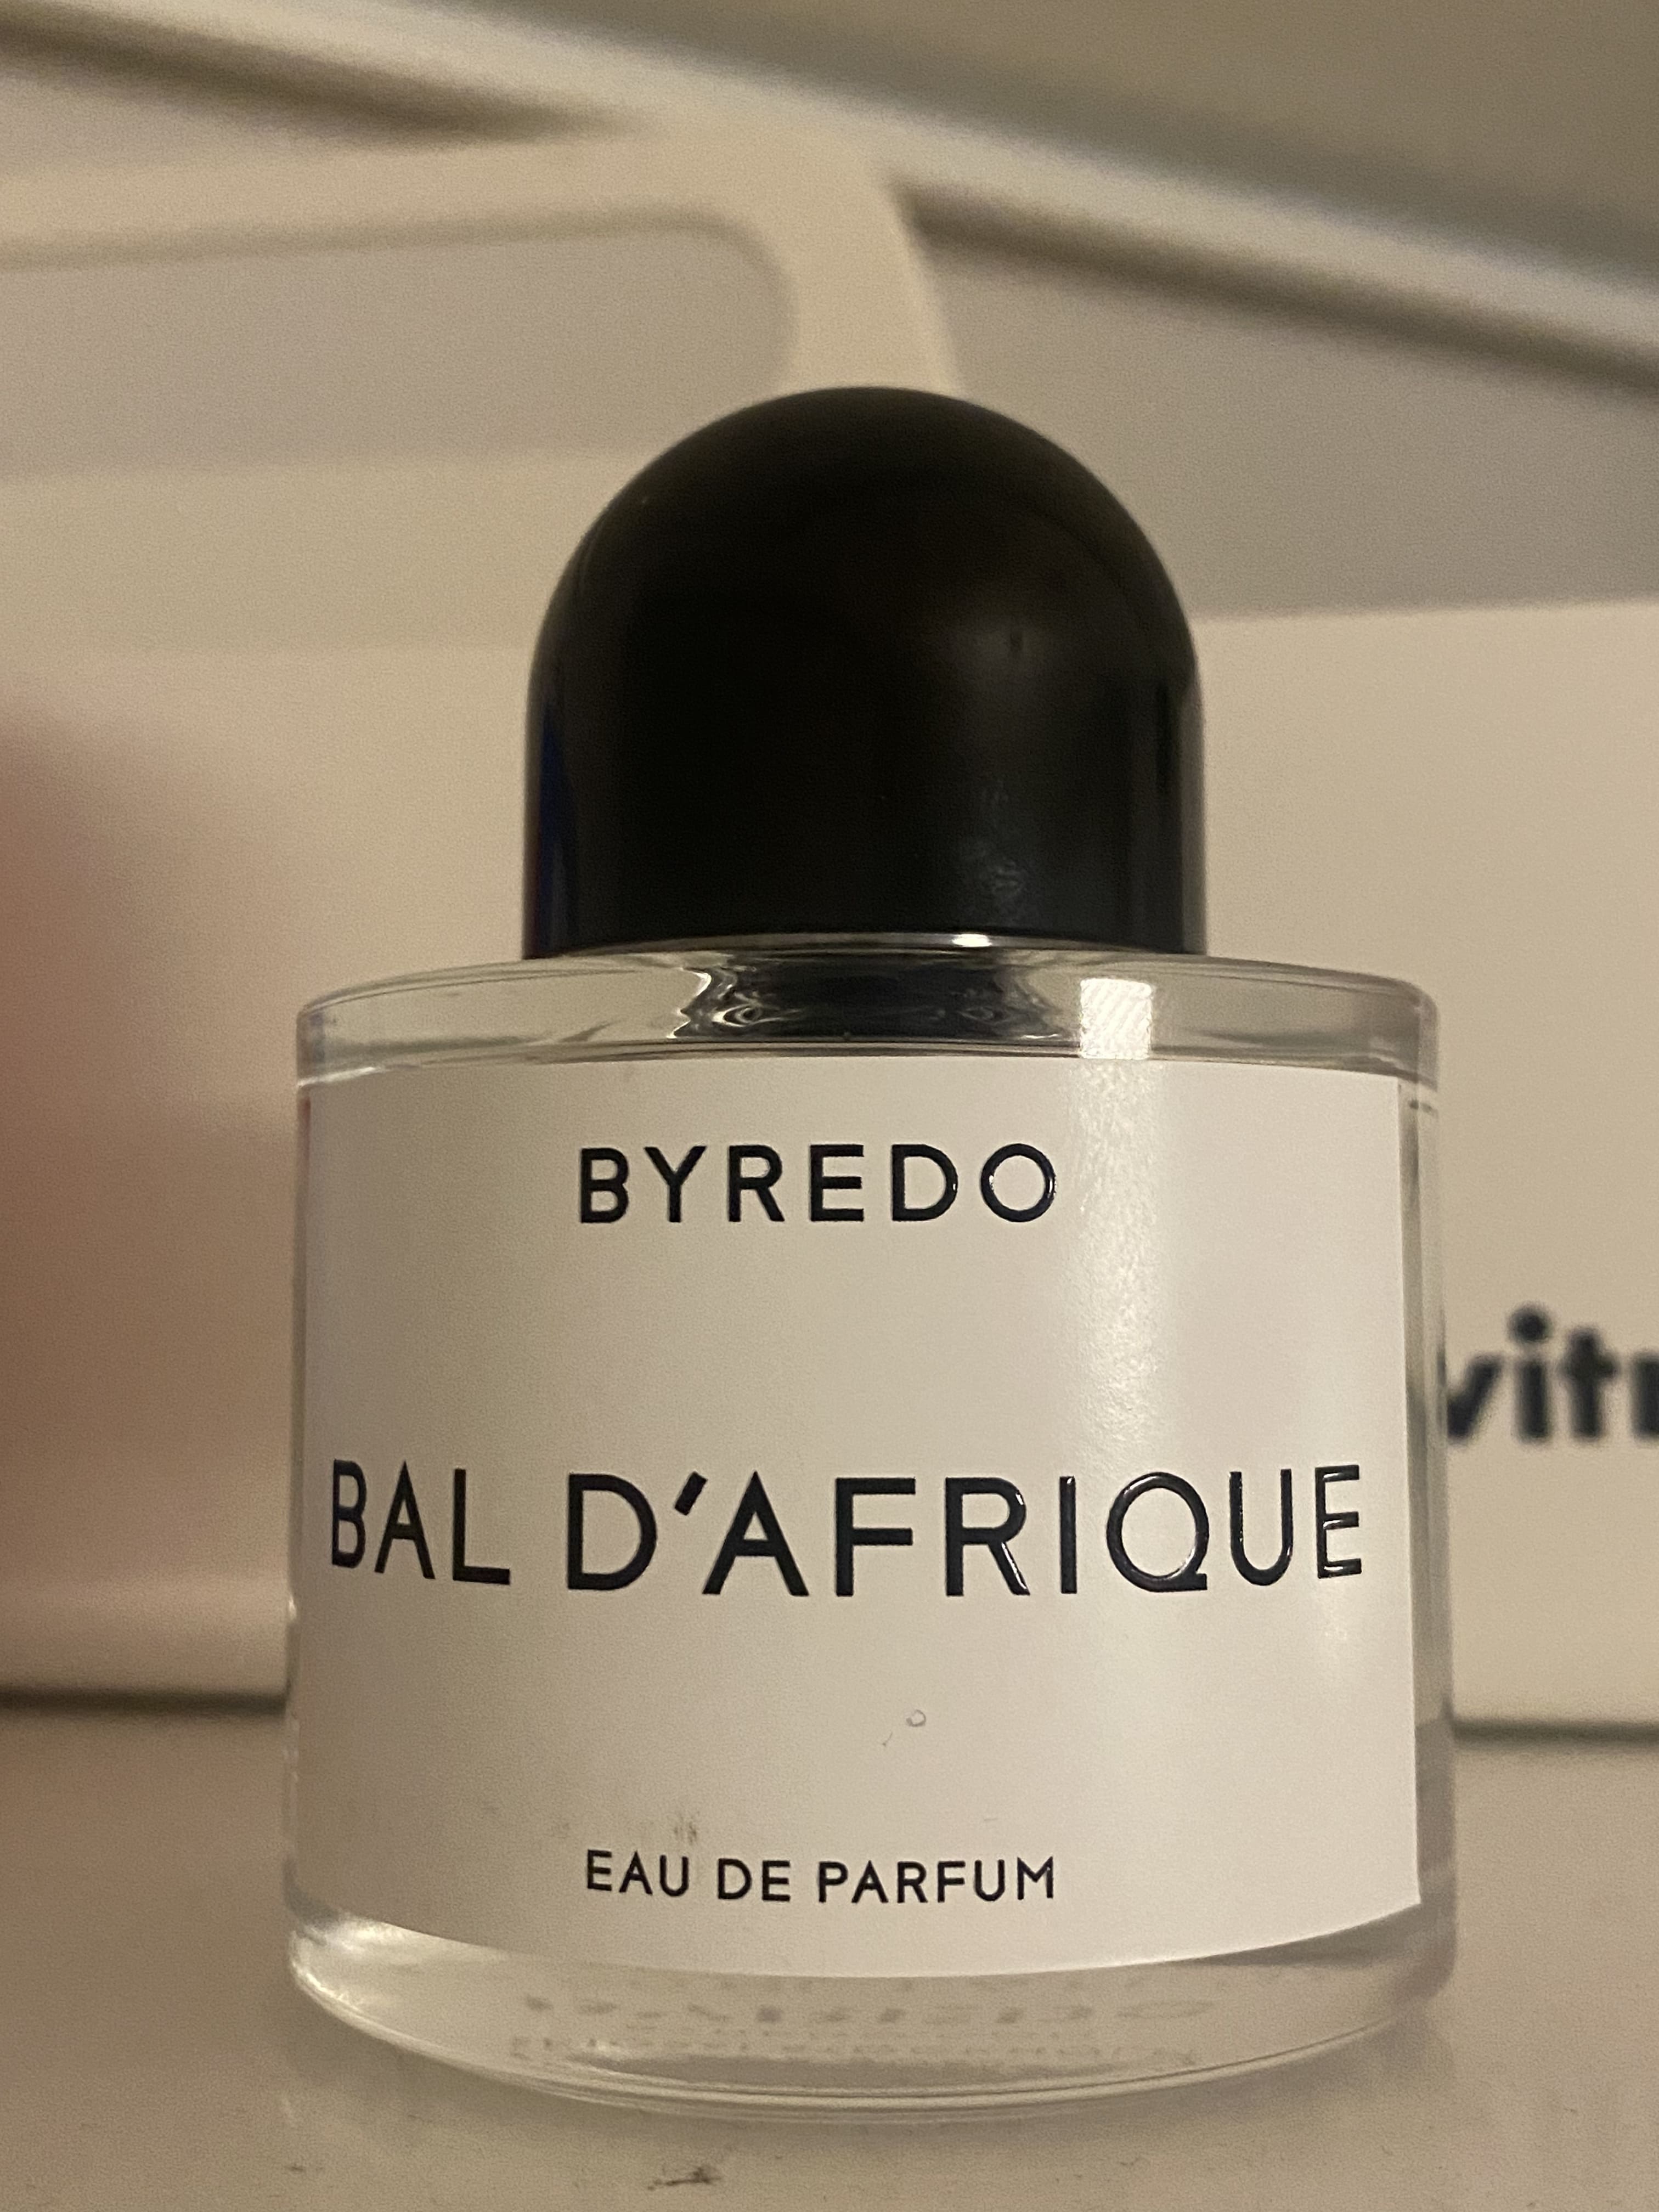 BYREDO
BAL D'AFRIQUE
EAU DE PARFUM